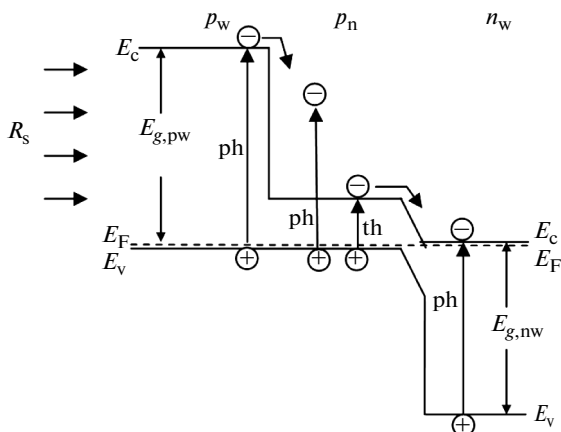 p_w p_n n_w
E_c
E_g,pw
R_s
ph
ph
th
E_F
E_v
E_c
E_F
ph
E_g,nw
E_v